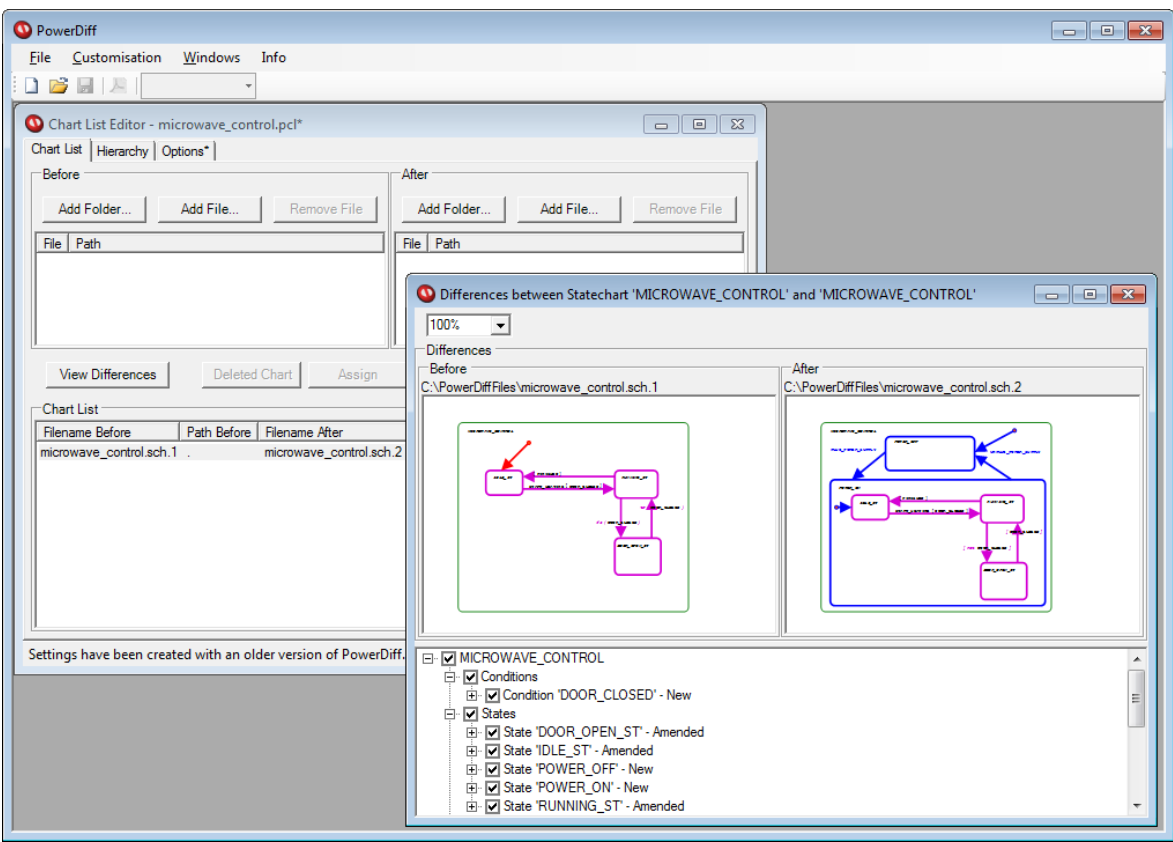 PowerDiff
File Customisation Windows Info
Chart List Editor - microwave_control.pcl*
Chart List Hierarchy Options*
Before
Add Folder... Add File... Remove File
File Path
After
Add Folder... Add File... Remove File
File Path
View Differences Deleted Chart Assign
Chart List
Filename Before Path Before Filename After
microwave_control.sch.1 . microwave_control.sch.2
Settings have been created with an older version of PowerDiff.
Differences between Statechart 'MICROWAVE_CONTROL' and 'MICROWAVE_CONTROL'
100%
Differences
Before
C:\PowerDiffFiles\microwave_control.sch.1
After
C:\PowerDiffFiles\microwave_control.sch.2
MICROWAVE_CONTROL
Conditions
Condition 'DOOR_CLOSED' - New
States
State 'DOOR_OPEN_ST' - Amended
State 'IDLE_ST' - Amended
State 'POWER_OFF' - New
State 'POWER_ON' - New
State 'RUNNING_ST' - Amended